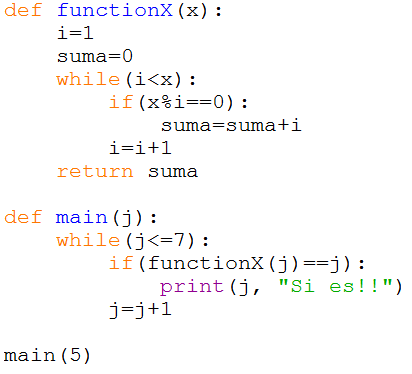 def functionX(x):
    i=1
    suma=0
    while(i<x):
        if(x%i==0):
            suma=suma+i
        i=i+1
    return suma

def main(j):
    while(j<=7):
        if(functionX(j)==j):
            print(j, "Si es!!")
        j=j+1

main(5)